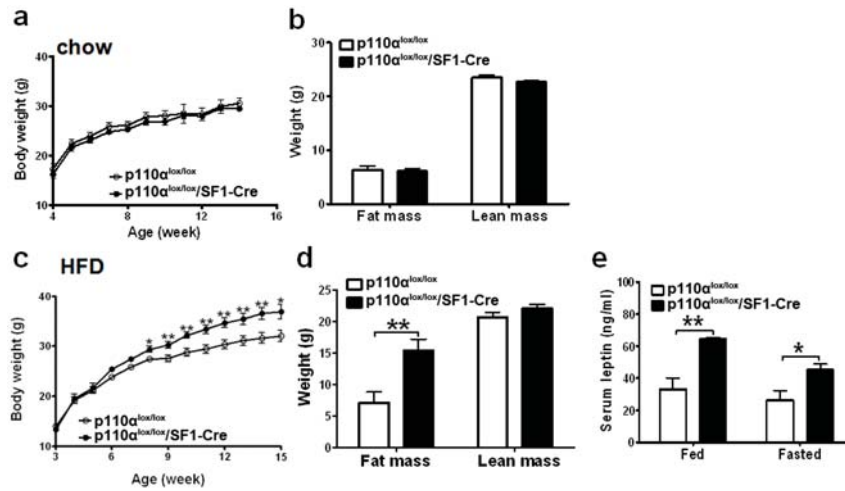 a
chow
Body weight (g)
40
30
20
10
p110α^lox/lox
p110α^lox/lox/SF1-Cre
4
8
12
16
Age (week)
b
p110α^lox/lox
p110α^lox/lox/SF1-Cre
Weight (g)
30
20
10
0
Fat mass
Lean mass
c
HFD
Body weight (g)
40
30
20
10
* ** ** ** ** ** ** *
p110α^lox/lox
p110α^lox/lox/SF1-Cre
3
6
9
12
15
Age (week)
d
p110α^lox/lox
p110α^lox/lox/SF1-Cre
Weight (g)
25
20
15
10
5
0
**
Fat mass
Lean mass
e
p110α^lox/lox
p110α^lox/lox/SF1-Cre
Serum leptin (ng/ml)
100
80
60
40
20
0
**
*
Fed
Fasted